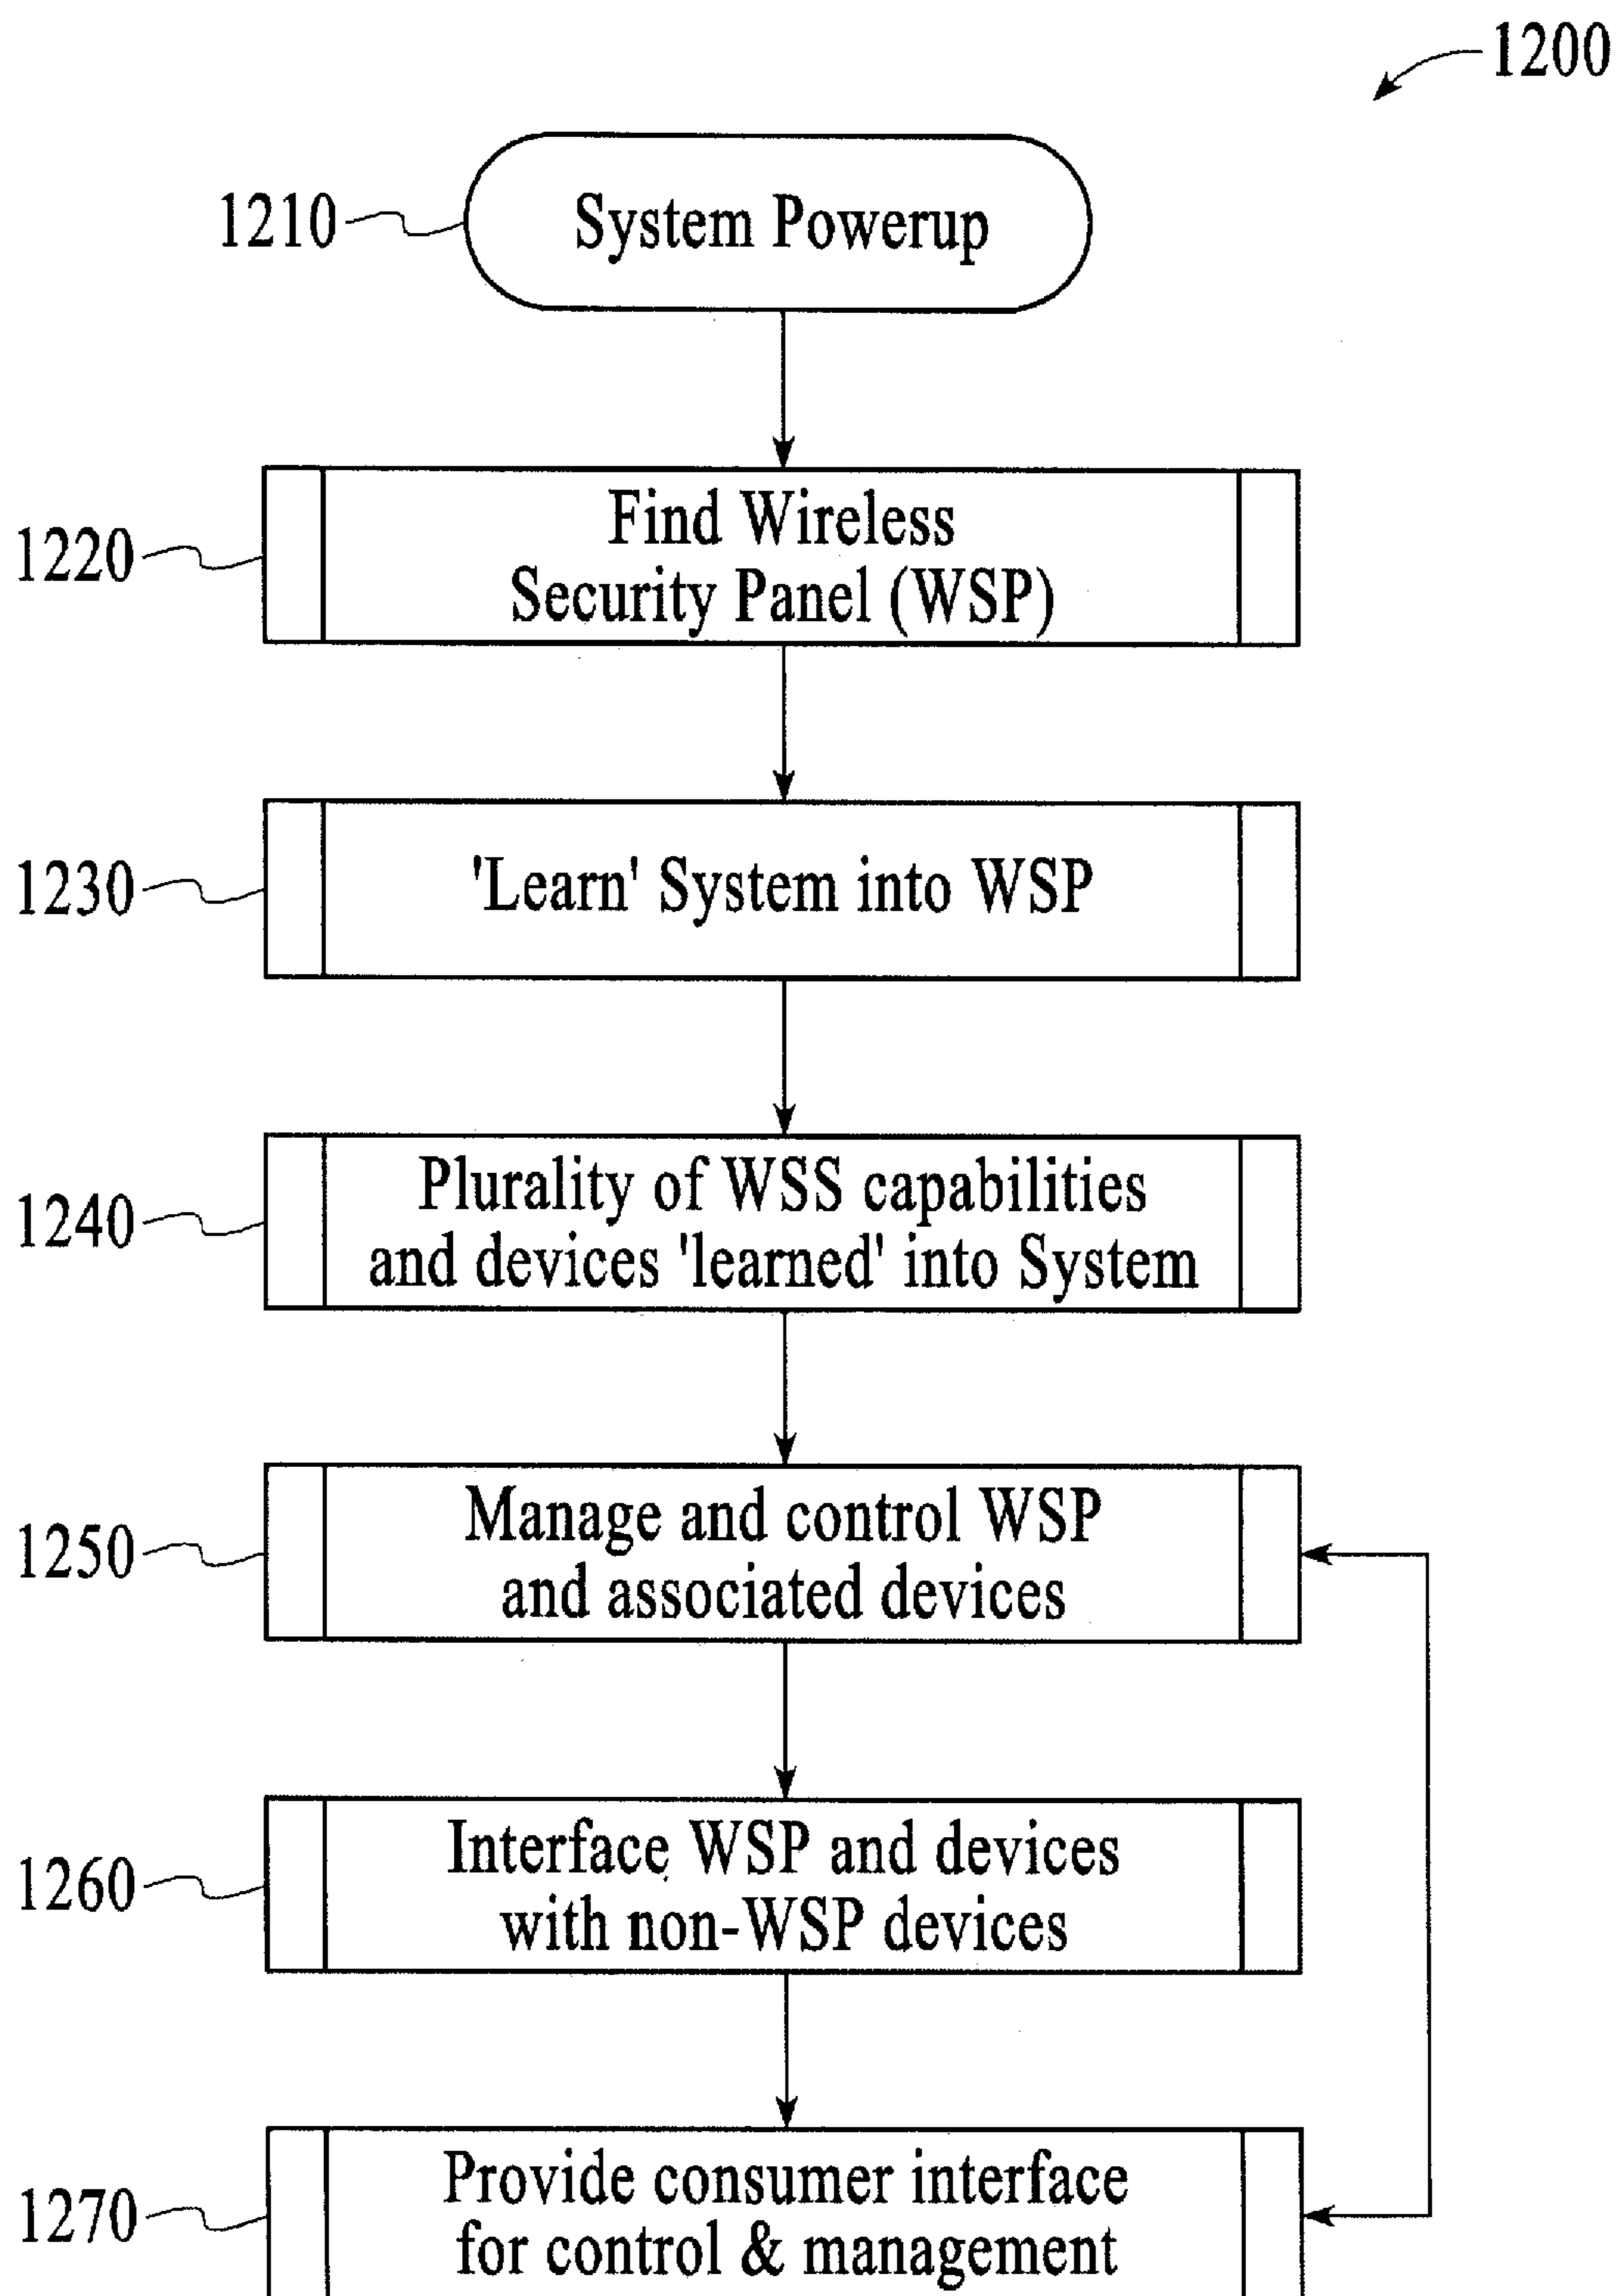 1200
1210
System Powerup
1220
Find Wireless
Security Panel (WSP)
1230
'Learn' System into WSP
1240
Plurality of WSS capabilities
and devices 'learned' into System
1250
Manage and control WSP
and associated devices
1260
Interface WSP and devices
with non-WSP devices
1270
Provide consumer interface
for control & management